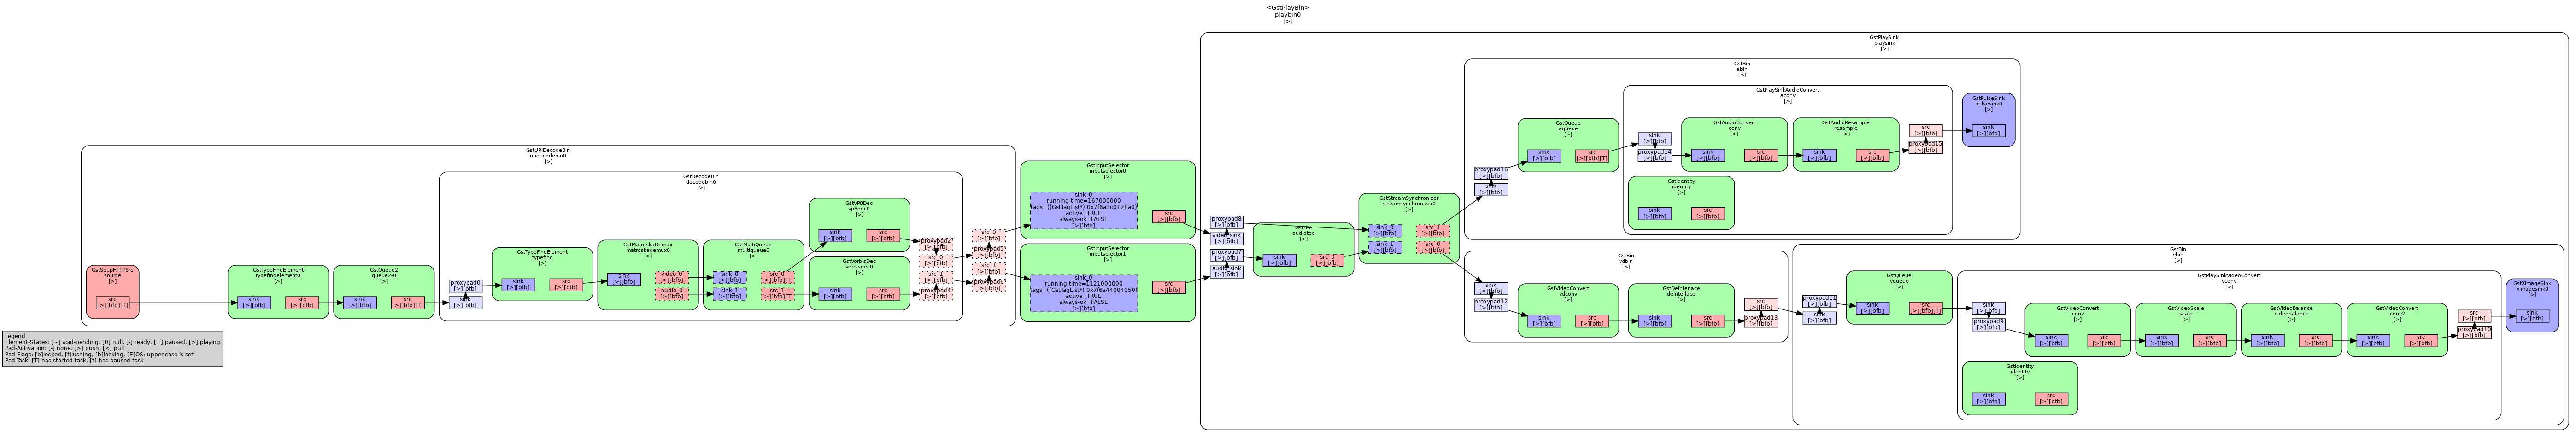 <GstPlayBin>
playbin0
[>]
GstURIDecodeBin
uridecodebin0
[>]
GstSoupHTTPSrc
source
[>]
src
[>][bfb][T]
GstTypeFindElement
typefindelement0
[>]
sink
[>][bfb]
src
[>][bfb]
GstQueue2
queue2-0
[>]
sink
[>][bfb]
src
[>][bfb][T]
GstDecodeBin
decodebin0
[>]
proxypad0
[>][bfb]
sink
[>][bfb]
GstTypeFindElement
typefind
[>]
sink
[>][bfb]
src
[>][bfb]
GstMatroskaDemux
matroskademux0
[>]
sink
[>][bfb]
video_0
[>][bfb]
audio_0
[>][bfb]
GstMultiQueue
multiqueue0
[>]
sink_0
[>][bfb]
sink_1
[>][bfb]
src_0
[>][bfb][T]
src_1
[>][bfb][T]
GstVP8Dec
vp8dec0
[>]
sink
[>][bfb]
src
[>][bfb]
GstVorbisDec
vorbisdec0
[>]
sink
[>][bfb]
src
[>][bfb]
proxypad2
[>][bfb]
src_0
[>][bfb]
src_1
[>][bfb]
proxypad4
[>][bfb]
src_0
[>][bfb]
proxypad5
[>][bfb]
src_1
[>][bfb]
proxypad6
[>][bfb]
GstInputSelector
inputselector0
[>]
sink_0
running-time=167000000
tags=((GstTagList*) 0x7f6a3c0128a0)
active=TRUE
always-ok=FALSE
[>][bfb]
src
[>][bfb]
GstInputSelector
inputselector1
[>]
sink_0
running-time=1121000000
tags=((GstTagList*) 0x7f6a44004050)
active=TRUE
always-ok=FALSE
[>][bfb]
src
[>][bfb]
GstPlaySink
playsink
[>]
proxypad8
[>][bfb]
video_sink
[>][bfb]
proxypad7
[>][bfb]
audio_sink
[>][bfb]
GstTee
audiotee
[>]
sink
[>][bfb]
src_0
[>][bfb]
GstStreamSynchronizer
streamsynchronizer0
[>]
sink_0
[>][bfb]
sink_1
[>][bfb]
src_1
[>][bfb]
src_0
[>][bfb]
GstBin
abin
[>]
proxypad16
[>][bfb]
sink
[>][bfb]
GstQueue
aqueue
[>]
sink
[>][bfb]
src
[>][bfb][T]
GstPlaySinkAudioConvert
aconv
[>]
sink
[>][bfb]
proxypad14
[>][bfb]
GstAudioConvert
conv
[>]
sink
[>][bfb]
src
[>][bfb]
GstAudioResample
resample
[>]
sink
[>][bfb]
src
[>][bfb]
src
[>][bfb]
proxypad15
[>][bfb]
GstIdentity
identity
[>]
sink
[>][bfb]
src
[>][bfb]
GstPulseSink
pulsesink0
[>]
sink
[>][bfb]
GstBin
vdbin
[>]
sink
[>][bfb]
proxypad12
[>][bfb]
GstVideoConvert
vdconv
[>]
sink
[>][bfb]
src
[>][bfb]
GstDeinterlace
deinterlace
[>]
sink
[>][bfb]
src
[>][bfb]
src
[>][bfb]
proxypad13
[>][bfb]
GstBin
vbin
[>]
proxypad11
[>][bfb]
sink
[>][bfb]
GstQueue
vqueue
[>]
sink
[>][bfb]
src
[>][bfb][T]
GstPlaySinkVideoConvert
vconv
[>]
sink
[>][bfb]
proxypad9
[>][bfb]
GstVideoConvert
conv
[>]
sink
[>][bfb]
src
[>][bfb]
GstVideoScale
scale
[>]
sink
[>][bfb]
src
[>][bfb]
GstVideoBalance
videobalance
[>]
sink
[>][bfb]
src
[>][bfb]
GstVideoConvert
conv2
[>]
sink
[>][bfb]
src
[>][bfb]
src
[>][bfb]
proxypad10
[>][bfb]
GstIdentity
identity
[>]
sink
[>][bfb]
src
[>][bfb]
GstXImageSink
ximagesink0
[>]
sink
[>][bfb]
Legend
Element-States: [~] void-pending, [0] null, [-] ready, [=] paused, [>] playing
Pad-Activation: [-] none, [>] push, [<] pull
Pad-Flags: [b]locked, [f]lushing, [b]locking, [E]OS; upper-case is set
Pad-Task: [T] has started task, [t] has paused task